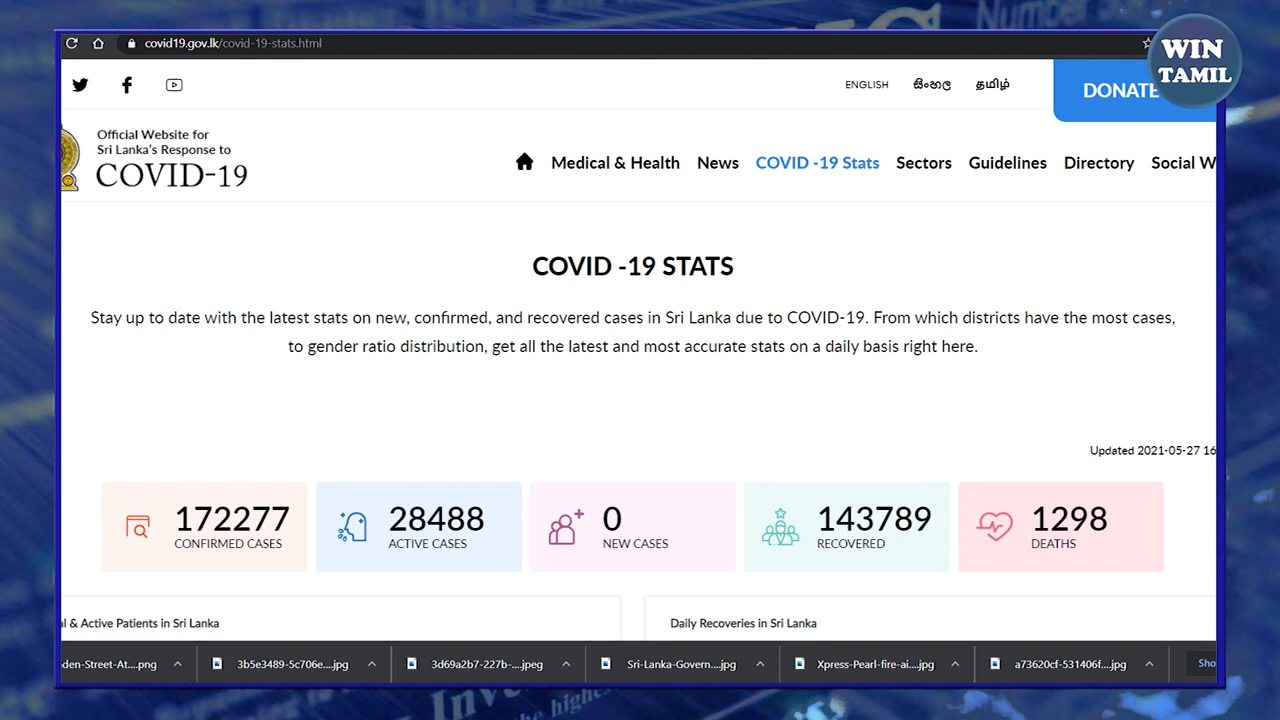 Number
WIN
TAMIL
covid19.gov.lk/covid-19-stats.html
ENGLISH සිංහල தமிழ்
DONATE
Official Website for
Sri Lanka's Response to
COVID-19
Medical & Health News COVID -19 Stats Sectors Guidelines Directory Social W
COVID -19 STATS
Stay up to date with the latest stats on new, confirmed, and recovered cases in Sri Lanka due to COVID-19. From which districts have the most cases,
to gender ratio distribution, get all the latest and most accurate stats on a daily basis right here.
Updated 2021-05-27 16
172277
CONFIRMED CASES
28488
ACTIVE CASES
0
NEW CASES
143789
RECOVERED
1298
DEATHS
l & Active Patients in Sri Lanka
Daily Recoveries in Sri Lanka
den-Street-At....png 3b5e3489-5c706e....jpg 3d69a2b7-227b-....jpeg Sri-Lanka-Govern....jpg Xpress-Pearl-fire-ai....jpg a73620cf-531406f....jpg Sho
the highes